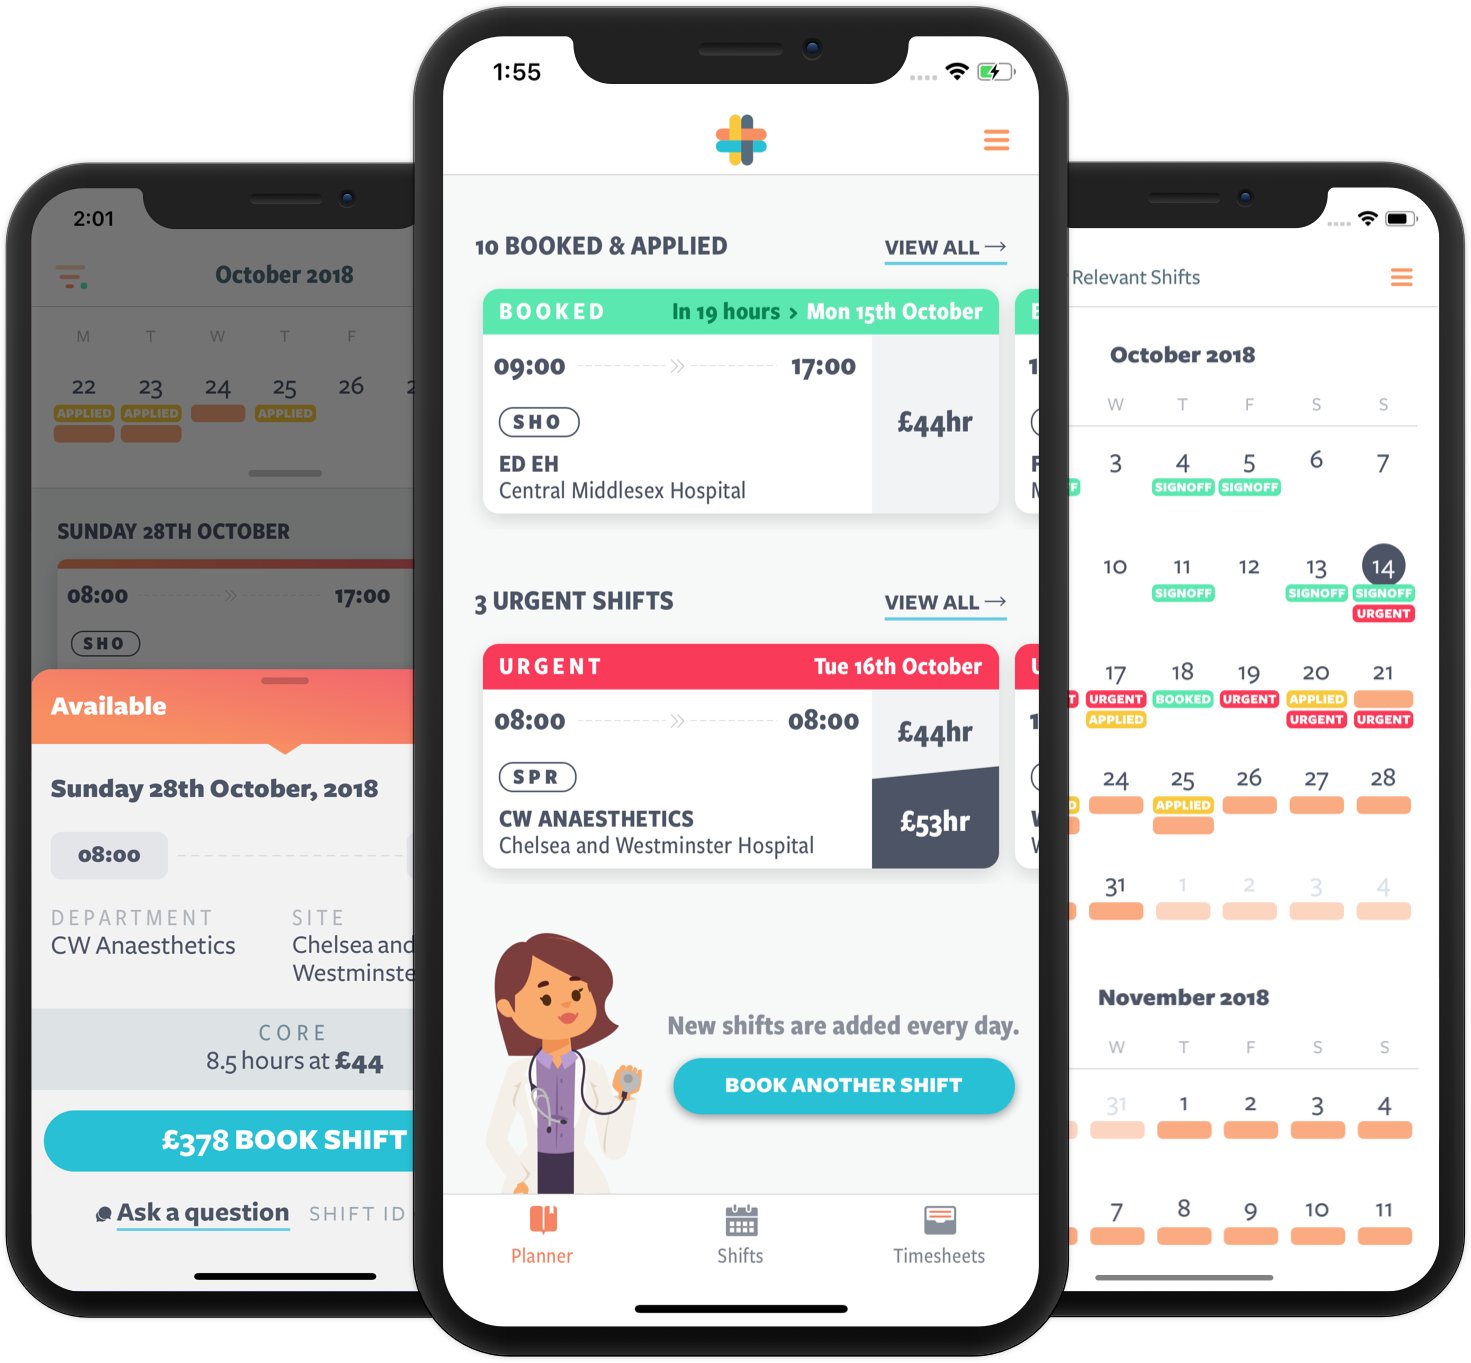 2:01
October 2018
M T W T F
22 23 24 25 26
APPLIED APPLIED APPLIED
SUNDAY 28TH OCTOBER
08:00 17:00
SHO
Available
Sunday 28th October, 2018
08:00
DEPARTMENT SITE
CW Anaesthetics Chelsea and
Westminste
CORE
8.5 hours at £44
£378 BOOK SHIFT
Ask a question SHIFT ID
1:55
10 BOOKED & APPLIED VIEW ALL →
BOOKED In 19 hours > Mon 15th October
09:00 17:00
SHO
£44hr
ED EH
Central Middlesex Hospital
3 URGENT SHIFTS VIEW ALL →
URGENT Tue 16th October
08:00 08:00
£44hr
SPR
CW ANAESTHETICS
£53hr
Chelsea and Westminster Hospital
New shifts are added every day.
BOOK ANOTHER SHIFT
Planner Shifts Timesheets
Relevant Shifts
October 2018
W T F S S
3 4 5 6 7
SIGNOFF SIGNOFF
10 11 12 13 14
SIGNOFF SIGNOFF SIGNOFF
URGENT
17 18 19 20 21
URGENT BOOKED URGENT APPLIED
APPLIED URGENT URGENT
24 25 26 27 28
APPLIED
31 1 2 3 4
November 2018
W T F S S
31 1 2 3 4
7 8 9 10 11